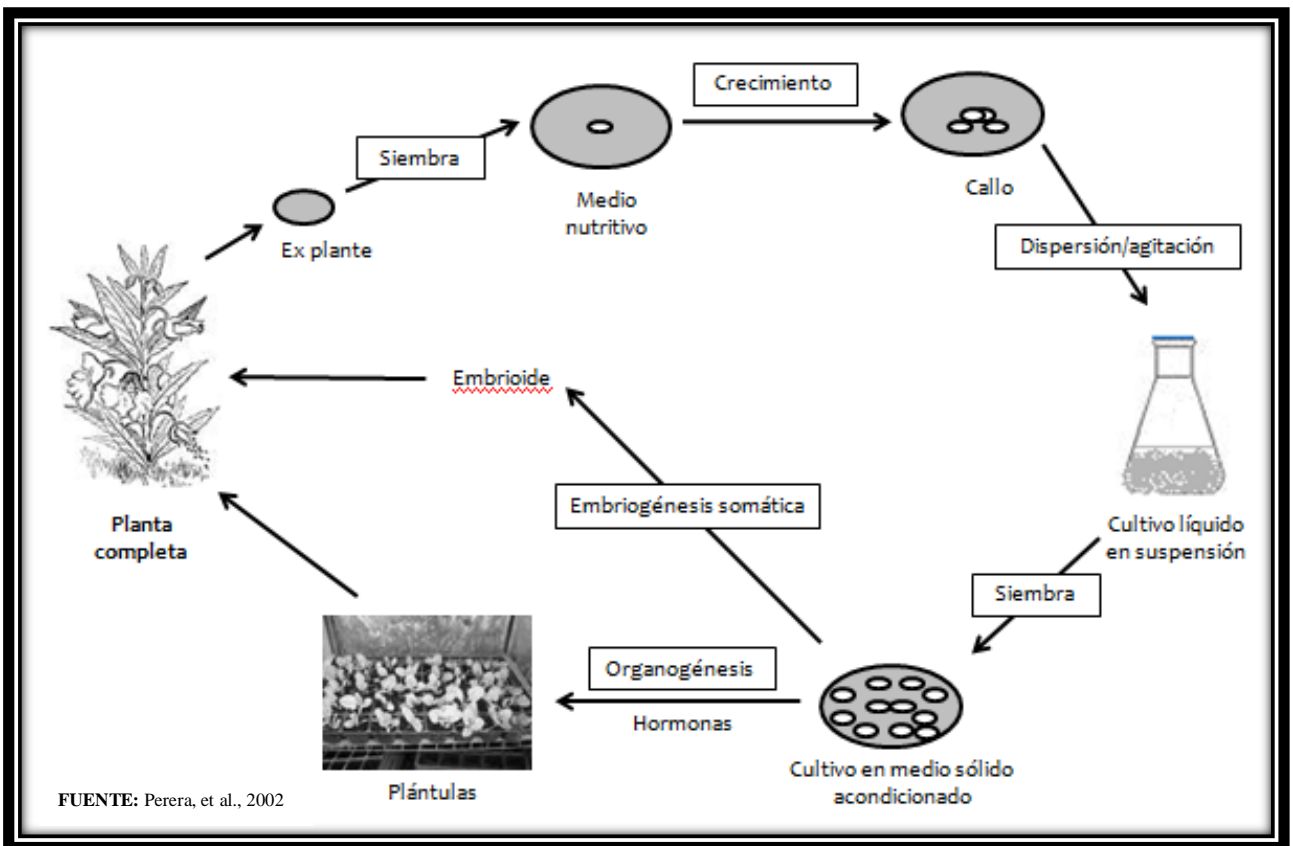 Crecimiento
Siembra
Medio
nutritivo
Callo
Ex plante
Dispersión/agitación
Embrioide
Embriogénesis somática
Planta
completa
Cultivo líquido
en suspensión
Siembra
Organogénesis
Hormonas
Cultivo en medio sólido
acondicionado
Plántulas
FUENTE: Perera, et al., 2002